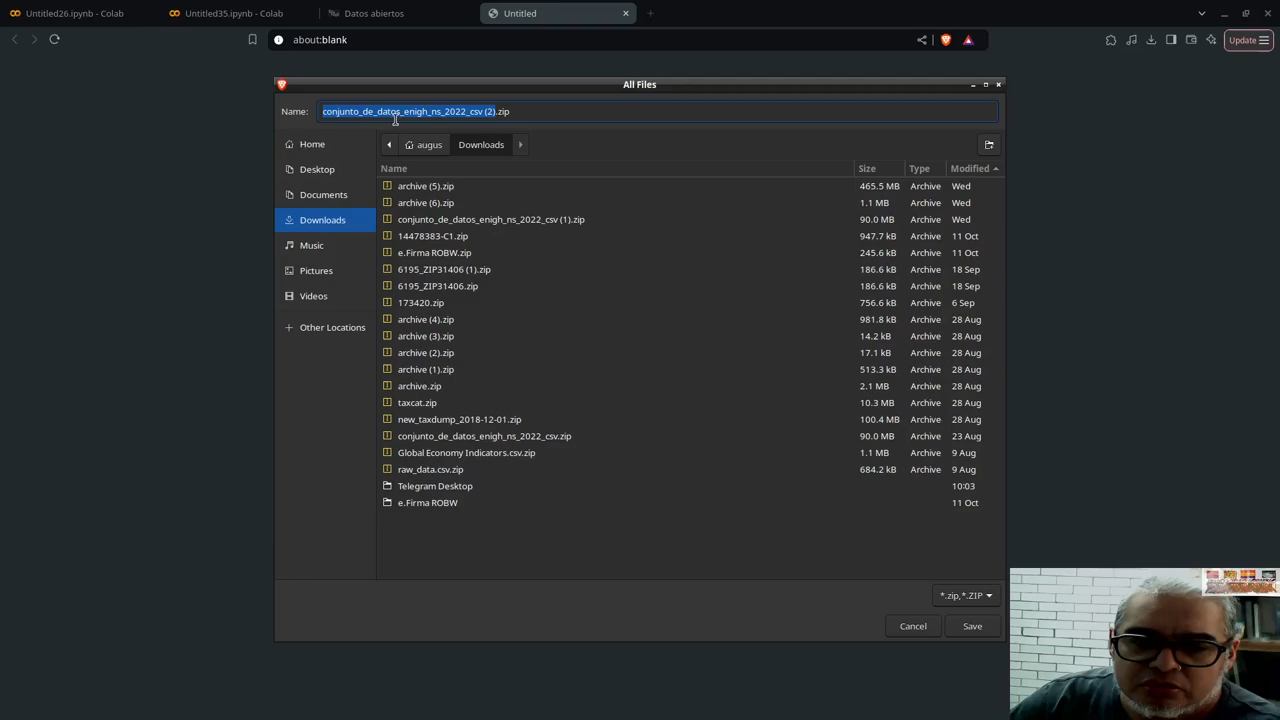 Untitled26.ipynb - Colab
Untitled35.ipynb - Colab
Datos abiertos
Untitled
about:blank
Update
All Files
Name:
conjunto_de_datos_enigh_ns_2022_csv (2).zip
Home
Desktop
Documents
Downloads
Music
Pictures
Videos
Other Locations
augus
Downloads
Name Size Type Modified
archive (5).zip 465.5 MB Archive Wed
archive (6).zip 1.1 MB Archive Wed
conjunto_de_datos_enigh_ns_2022_csv (1).zip 90.0 MB Archive Wed
14478383-C1.zip 947.7 kB Archive 11 Oct
e.Firma ROBW.zip 245.6 kB Archive 11 Oct
6195_ZIP31406 (1).zip 186.6 kB Archive 18 Sep
6195_ZIP31406.zip 186.6 kB Archive 18 Sep
173420.zip 756.6 kB Archive 6 Sep
archive (4).zip 981.8 kB Archive 28 Aug
archive (3).zip 14.2 kB Archive 28 Aug
archive (2).zip 17.1 kB Archive 28 Aug
archive (1).zip 513.3 kB Archive 28 Aug
archive.zip 2.1 MB Archive 28 Aug
taxcat.zip 10.3 MB Archive 28 Aug
new_taxdump_2018-12-01.zip 100.4 MB Archive 28 Aug
conjunto_de_datos_enigh_ns_2022_csv.zip 90.0 MB Archive 23 Aug
Global Economy Indicators.csv.zip 1.1 MB Archive 9 Aug
raw_data.csv.zip 684.2 kB Archive 9 Aug
Telegram Desktop 10:03
e.Firma ROBW 11 Oct
*.zip,*.ZIP
Cancel
Save